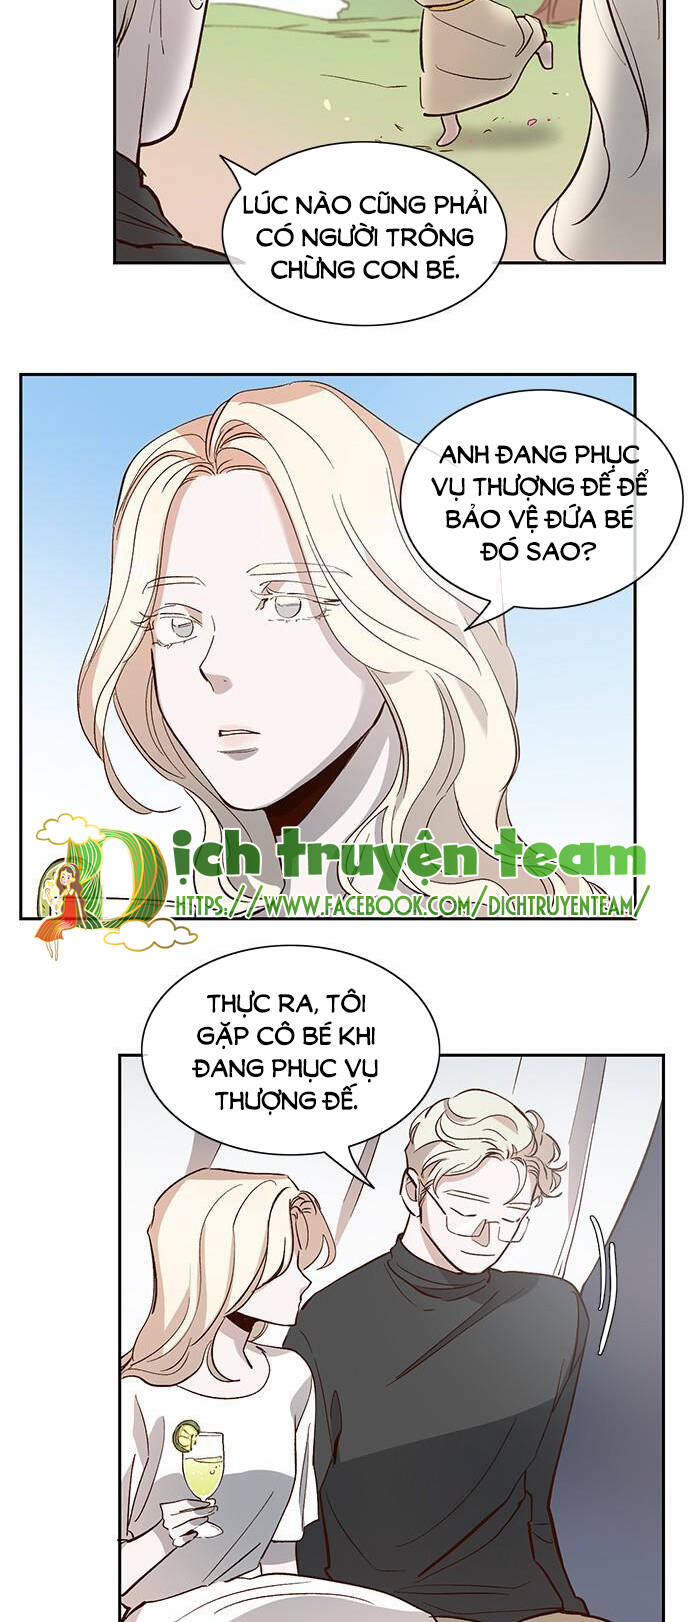 LÚC NÀO CŨNG PHẢI
CÓ NGƯỜI TRÔNG
CHỪNG CON BÉ.
ANH ĐANG PHỤC
VỤ THƯỢNG ĐẾ ĐỂ
BẢO VỆ ĐỨA BÉ
ĐÓ SAO?
Dịch truyện team
HTTPS://WWW.FACEBOOK.COM/DICHTRUYENTEAM/
THỰC RA, TÔI
GẶP CÔ BÉ KHI
ĐANG PHỤC VỤ
THƯỢNG ĐẾ.